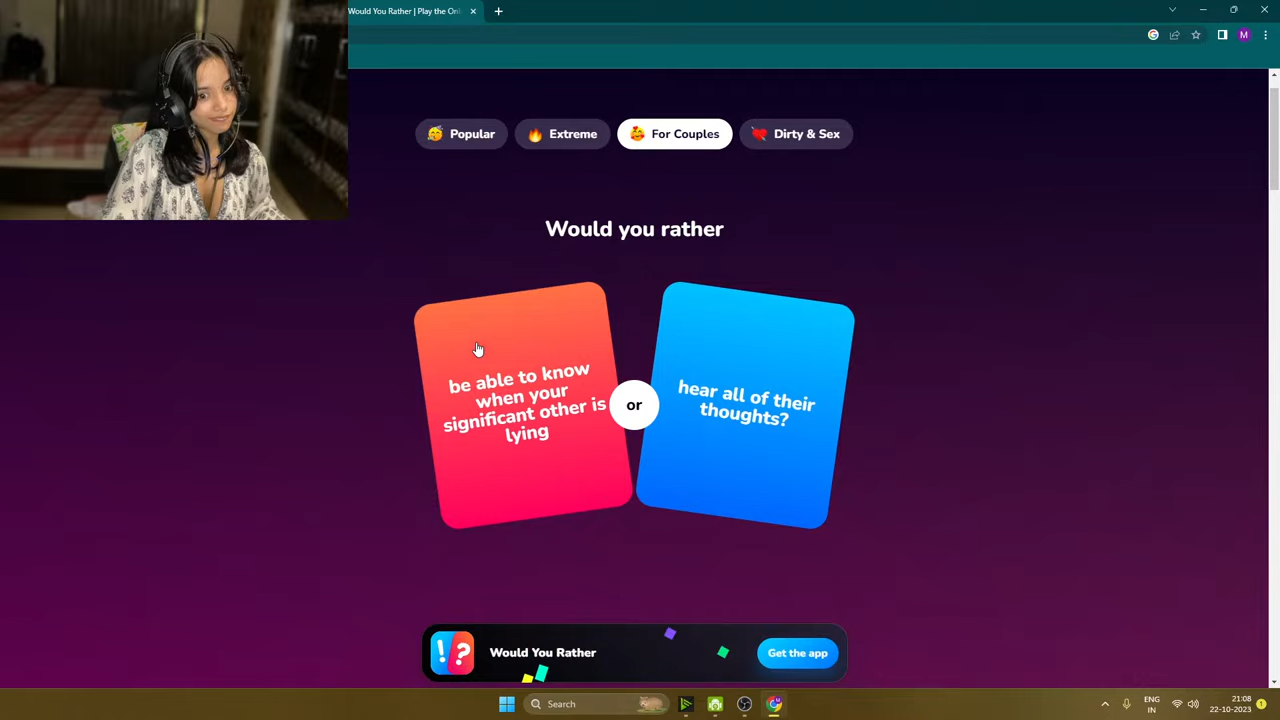 Would You Rather | Play the Onl
M
Popular
Extreme
For Couples
Dirty & Sex
Would you rather
be able to know
when your
significant other is
lying
or
hear all of their
thoughts?
!
?
Would You Rather
Get the app
Search
ENG
IN
21:08
22-10-2023
1